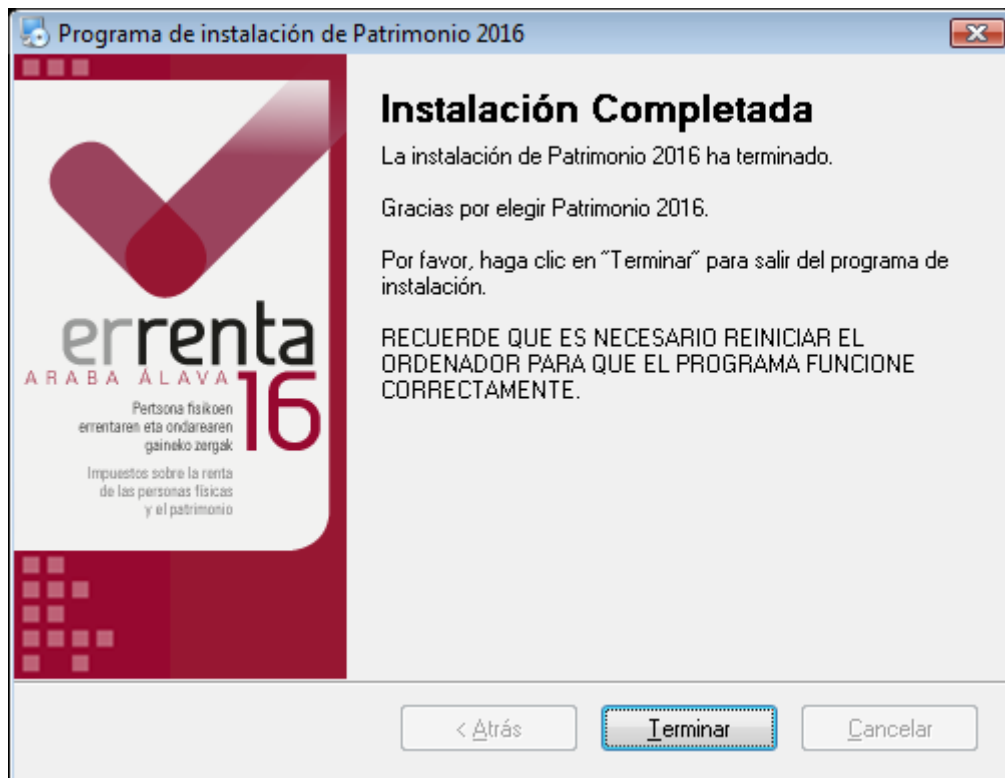 Programa de instalación de Patrimonio 2016
Instalación Completada
La instalación de Patrimonio 2016 ha terminado.
Gracias por elegir Patrimonio 2016.
Por favor, haga clic en "Terminar" para salir del programa de
instalación.
RECUERDE QUE ES NECESARIO REINICIAR EL
ORDENADOR PARA QUE EL PROGRAMA FUNCIONE
CORRECTAMENTE.
errenta
ARABA ÁLAVA
16
Pertsona fisikoen
errentaren eta ondarearen
gaineko zergak
Impuestos sobre la renta
de las personas físicas
y el patrimonio
< Atrás
Terminar
Cancelar